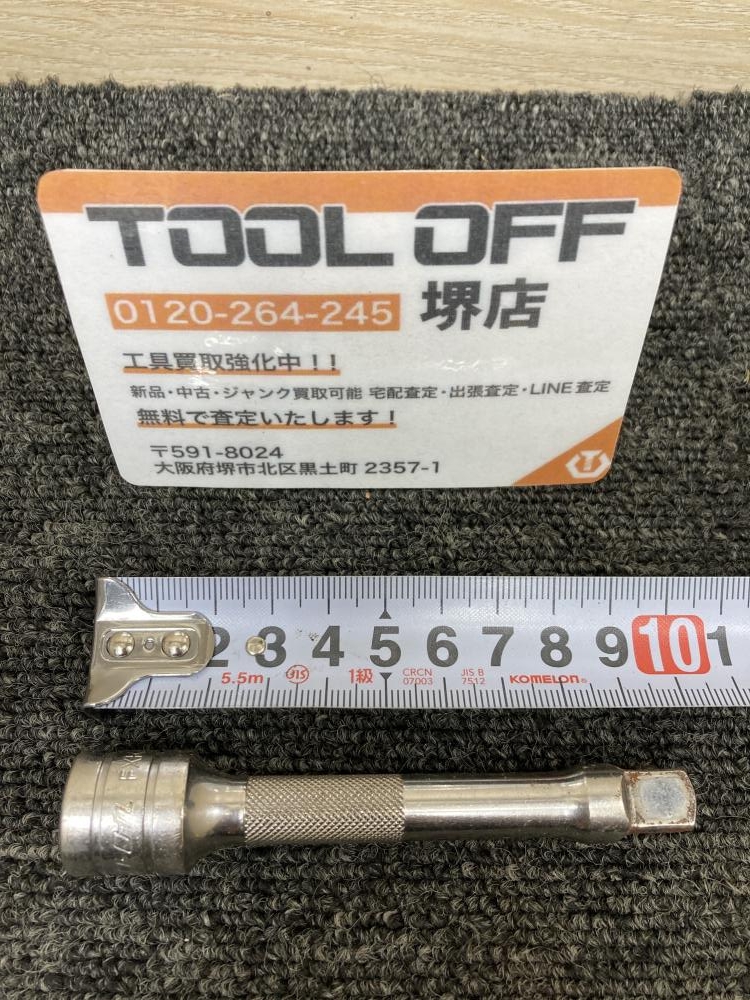 TOOL OFF
0120-264-245 堺店
工具買取強化中！！
新品・中古・ジャンク買取可能 宅配査定・出張査定・LINE査定
無料で査定いたします！
〒591-8024
大阪府堺市北区黒土町 2357-1
2 3 4 5 6 7 8 9 10 1
5.5m 1級 CRCN 07003 JIS B 7512 KOMELON